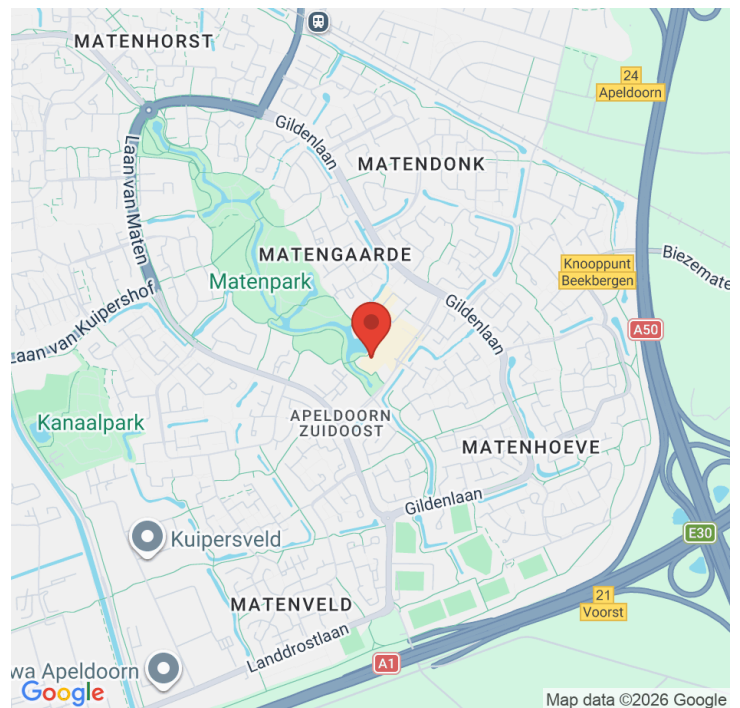 MATENHORST
24
Apeldoorn
Gildenlaan
MATENDONK
Laan van Maten
MATENGAARDE
Matenpark
Knooppunt
Beekbergen
Biezemate
Laan van Kuipershof
Gildenlaan
A50
Kanaalpark
APELDOORN
ZUIDOOST
MATENHOEVE
Gildenlaan
Kuipersveld
E30
21
Voorst
MATENVELD
Landdrostlaan
A1
wa Apeldoorn
Google
Map data ©2026 Google